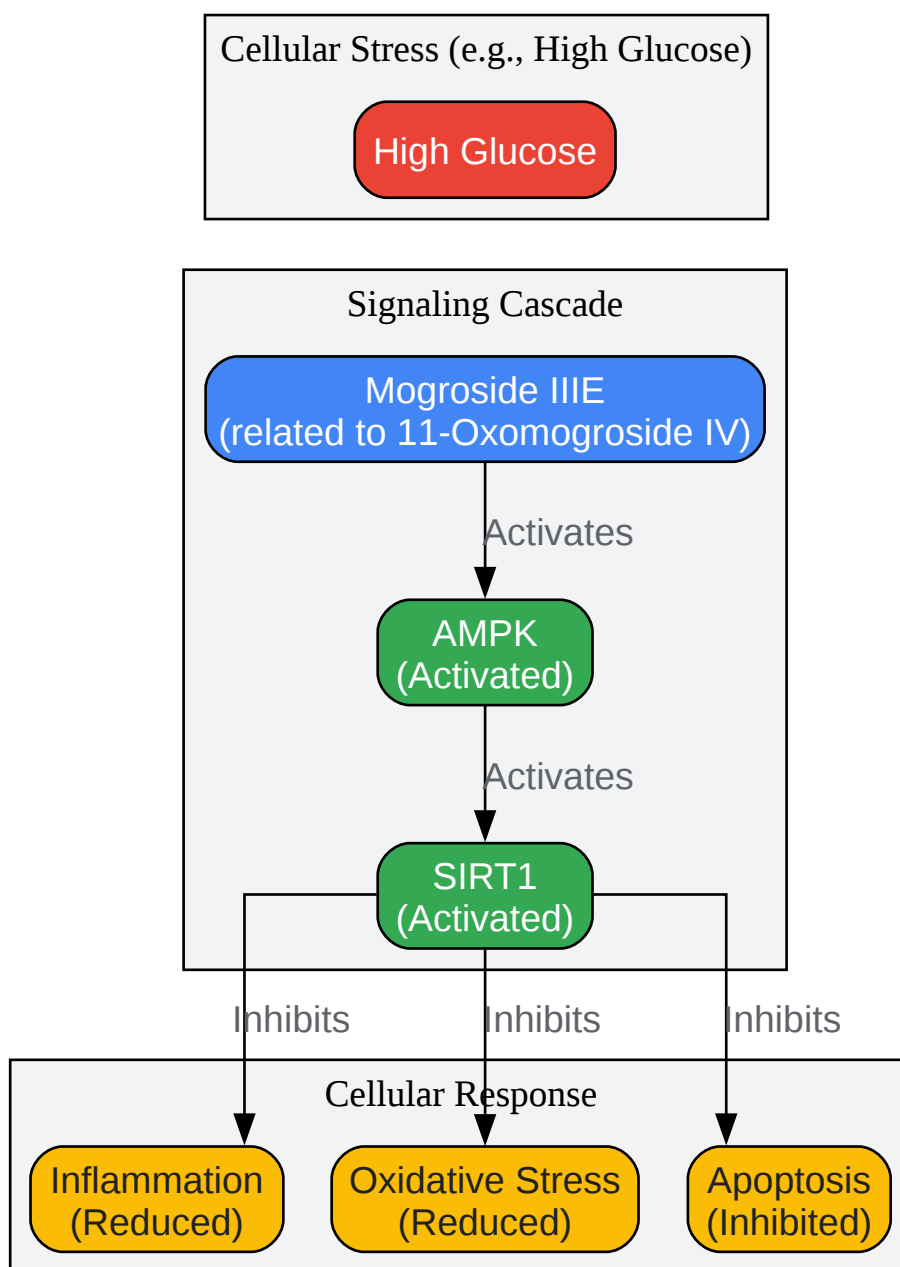 Cellular Stress (e.g., High Glucose)
High Glucose
Signaling Cascade
Mogroside IIIE
(related to 11-Oxomogroside IV)
Activates
AMPK
(Activated)
Activates
SIRT1
(Activated)
Inhibits
Inhibits
Inhibits
Cellular Response
Inflammation
(Reduced)
Oxidative Stress
(Reduced)
Apoptosis
(Inhibited)